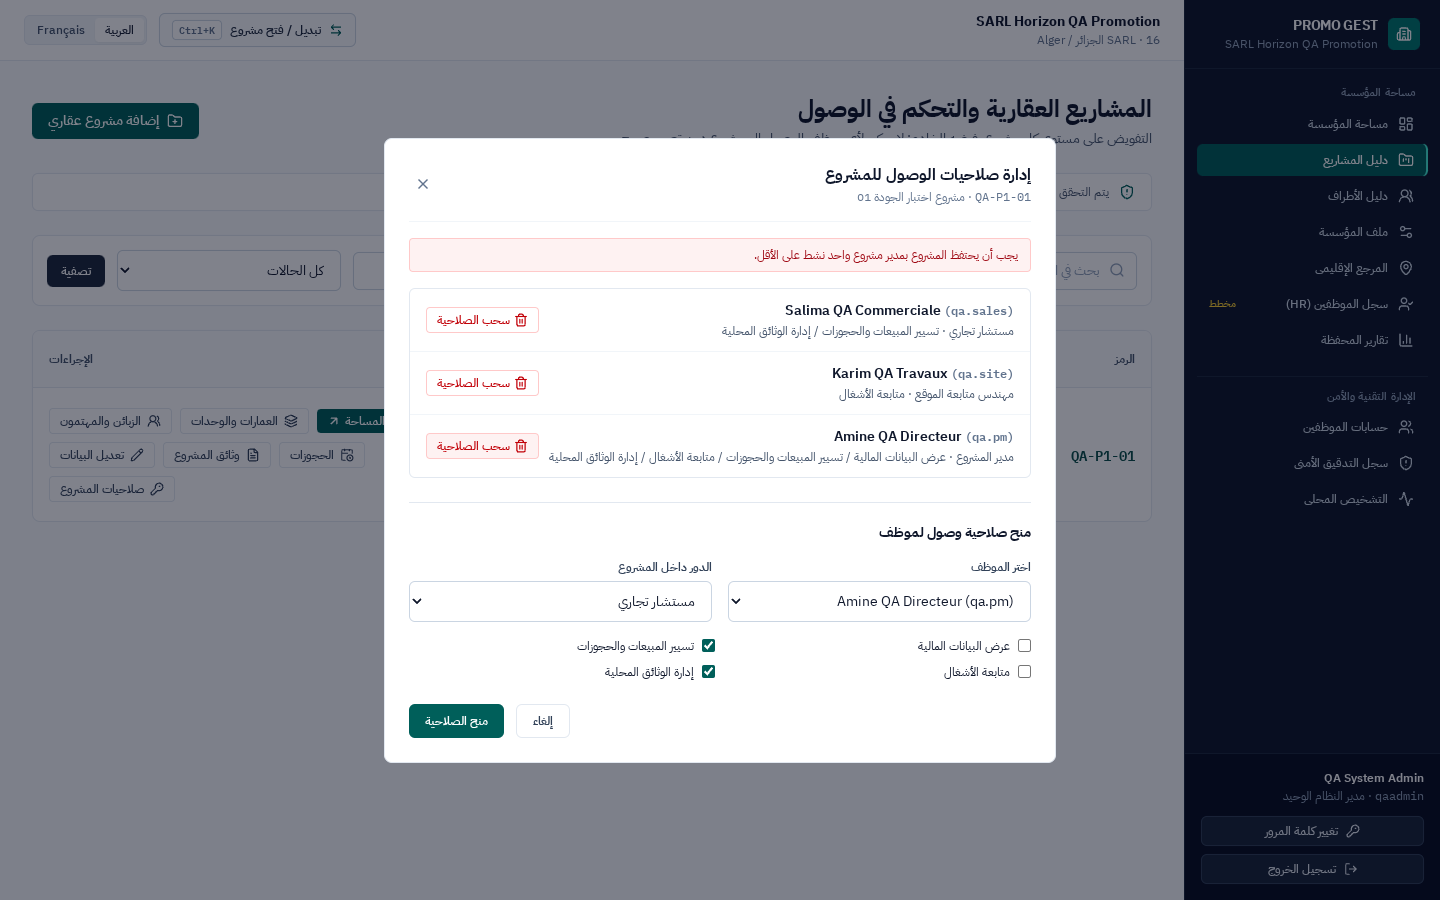 PROMO GEST
SARL Horizon QA Promotion
مساحة المؤسسة
مساحة المؤسسة
دليل المشاريع
دليل الأطراف
ملف المؤسسة
المرجع الإقليمي
سجل الموظفين (HR) مخطط
تقارير المحفظة
الإدارة التقنية والأمن
حسابات الموظفين
سجل التدقيق الأمني
التشخيص المحلي
QA System Admin
qaadmin · مدير النظام الوحيد
تغيير كلمة المرور
تسجيل الخروج
SARL Horizon QA Promotion
SARL · 16 الجزائر / Alger
تبديل / فتح مشروع Ctrl+K
العربية Français
المشاريع العقارية والتحكم في الوصول
إضافة مشروع عقاري
التفويض على مستوى
يتم التحقق
بحث في
كل الحالات
تصفية
الرمز
الإجراءات
QA-P1-01
المساحة
العمارات والوحدات
الزبائن والمهتمون
الحجوزات
وثائق المشروع
تعديل البيانات
صلاحيات المشروع
إدارة صلاحيات الوصول للمشروع
QA-P1-01 · مشروع اختبار الجودة 01
يجب أن يحتفظ المشروع بمدير مشروع واحد نشط على الأقل.
Salima QA Commerciale (qa.sales)
مستشار تجاري · تسيير المبيعات والحجوزات / إدارة الوثائق المحلية
سحب الصلاحية
Karim QA Travaux (qa.site)
مهندس متابعة الموقع · متابعة الأشغال
سحب الصلاحية
Amine QA Directeur (qa.pm)
مدير المشروع · عرض البيانات المالية / تسيير المبيعات والحجوزات / متابعة الأشغال / إدارة الوثائق المحلية
سحب الصلاحية
منح صلاحية وصول لموظف
اختر الموظف
الدور داخل المشروع
Amine QA Directeur (qa.pm)
مستشار تجاري
عرض البيانات المالية
تسيير المبيعات والحجوزات
متابعة الأشغال
إدارة الوثائق المحلية
إلغاء
منح الصلاحية